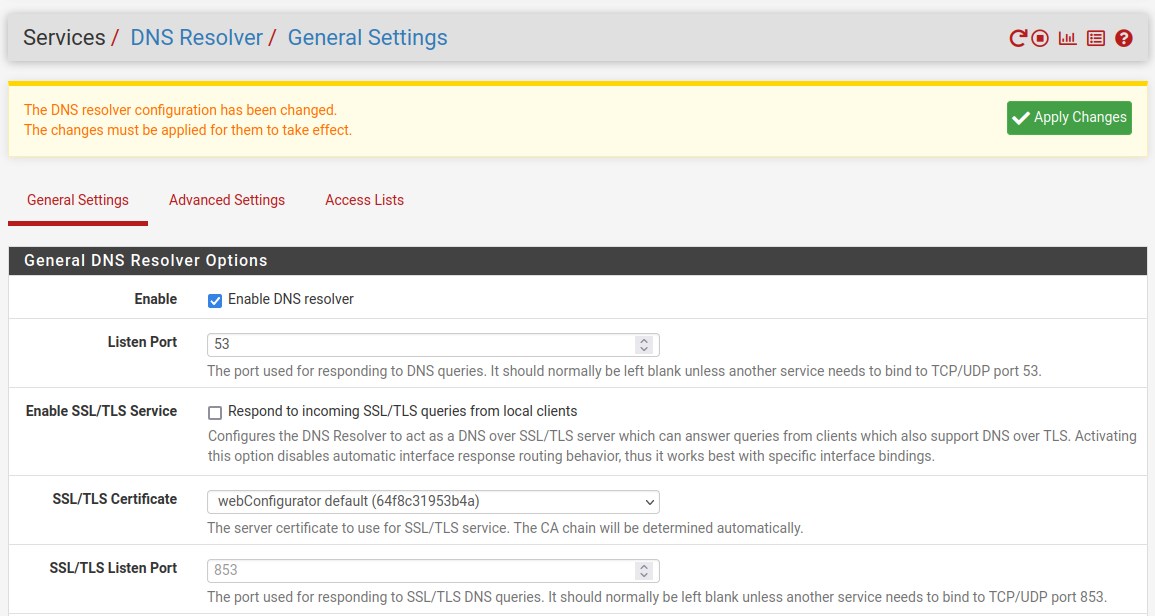 Services / DNS Resolver / General Settings
The DNS resolver configuration has been changed.
The changes must be applied for them to take effect.
Apply Changes
General Settings Advanced Settings Access Lists
General DNS Resolver Options
Enable Enable DNS resolver
Listen Port 53
The port used for responding to DNS queries. It should normally be left blank unless another service needs to bind to TCP/UDP port 53.
Enable SSL/TLS Service Respond to incoming SSL/TLS queries from local clients
Configures the DNS Resolver to act as a DNS over SSL/TLS server which can answer queries from clients which also support DNS over TLS. Activating
this option disables automatic interface response routing behavior, thus it works best with specific interface bindings.
SSL/TLS Certificate webConfigurator default (64f8c31953b4a)
The server certificate to use for SSL/TLS service. The CA chain will be determined automatically.
SSL/TLS Listen Port 853
The port used for responding to SSL/TLS DNS queries. It should normally be left blank unless another service needs to bind to TCP/UDP port 853.